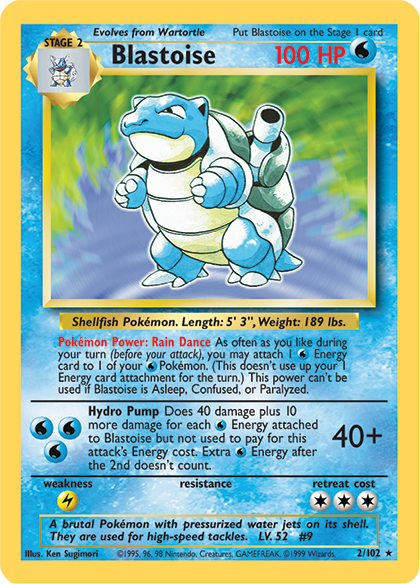 Evolves from Wartortle Put Blastoise on the Stage 1 card
STAGE 2
Blastoise 100 HP
Shellfish Pokémon. Length: 5' 3", Weight: 189 lbs.
Pokémon Power: Rain Dance As often as you like during
your turn (before your attack), you may attach 1 Energy
card to 1 of your Pokémon. (This doesn't use up your 1
Energy card attachment for the turn.) This power can't be
used if Blastoise is Asleep, Confused, or Paralyzed.
Hydro Pump Does 40 damage plus 10
more damage for each Energy attached
to Blastoise but not used to pay for this
attack's Energy cost. Extra Energy after
the 2nd doesn't count.
40+
weakness resistance retreat cost
A brutal Pokémon with pressurized water jets on its shell.
They are used for high-speed tackles. LV. 52 #9
Illus. Ken Sugimori ©1995, 96, 98 Nintendo, Creatures, GAMEFREAK. ©1999 Wizards. 2/102 ★